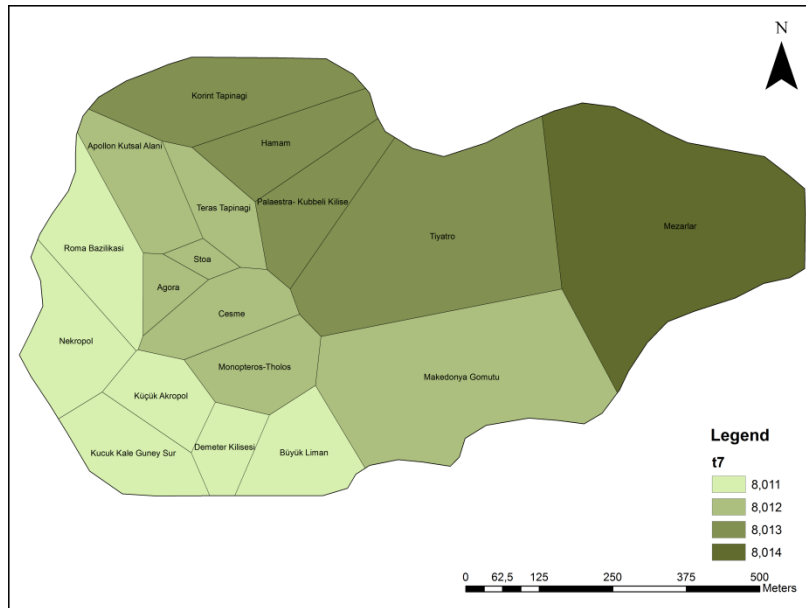 N
Korint Tapinagi
Hamam
Apollon Kutsal Alanı
Palaestra- Kubbeli Kilise
Teras Tapinagi
Mezarlar
Tiyatro
Roma Bazilikasi
Stoa
Agora
Cesme
Nekropol
Monopteros-Tholos
Makedonya Gomutu
Küçük Akropol
Demeter Kilisesi
Büyük Liman
Kucuk Kale Guney Sur
Legend
t7
8,011
8,012
8,013
8,014
0 62,5 125 250 375 500
Meters